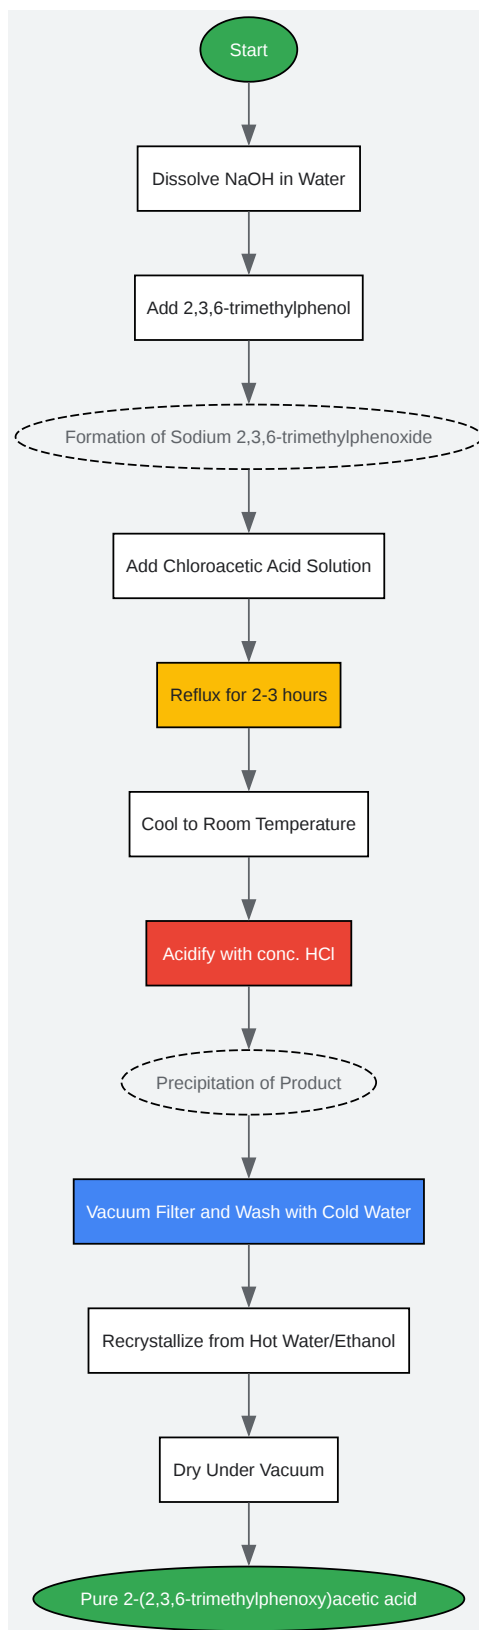 Start
Dissolve NaOH in Water
Add 2,3,6-trimethylphenol
Formation of Sodium 2,3,6-trimethylphenoxide
Add Chloroacetic Acid Solution
Reflux for 2-3 hours
Cool to Room Temperature
Acidify with conc. HCl
Precipitation of Product
Vacuum Filter and Wash with Cold Water
Recrystallize from Hot Water/Ethanol
Dry Under Vacuum
Pure 2-(2,3,6-trimethylphenoxy)acetic acid